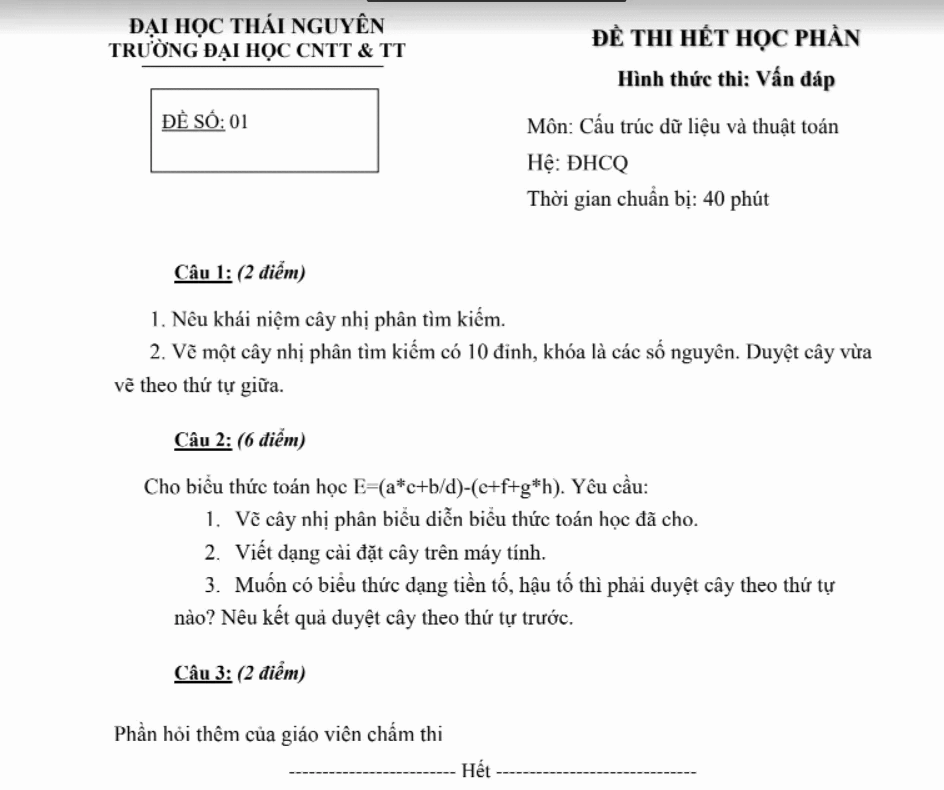 ĐẠI HỌC THÁI NGUYÊN
TRƯỜNG ĐẠI HỌC CNTT & TT
ĐỀ SỐ: 01
ĐỀ THI HẾT HỌC PHẦN
Hình thức thi: Vấn đáp
Môn: Cấu trúc dữ liệu và thuật toán
Hệ: ĐHCQ
Thời gian chuẩn bị: 40 phút
Câu 1: (2 điểm)
1. Nêu khái niệm cây nhị phân tìm kiếm.
2. Vẽ một cây nhị phân tìm kiếm có 10 đỉnh, khóa là các số nguyên. Duyệt cây vừa
vẽ theo thứ tự giữa.
Câu 2: (6 điểm)
Cho biểu thức toán học E=(a*c+b/d)-(c+f+g*h). Yêu cầu:
1. Vẽ cây nhị phân biểu diễn biểu thức toán học đã cho.
2. Viết dạng cài đặt cây trên máy tính.
3. Muốn có biểu thức dạng tiền tố, hậu tố thì phải duyệt cây theo thứ tự
nào? Nêu kết quả duyệt cây theo thứ tự trước.
Câu 3: (2 điểm)
Phần hỏi thêm của giáo viên chấm thi
------------------------- Hết ------------------------------